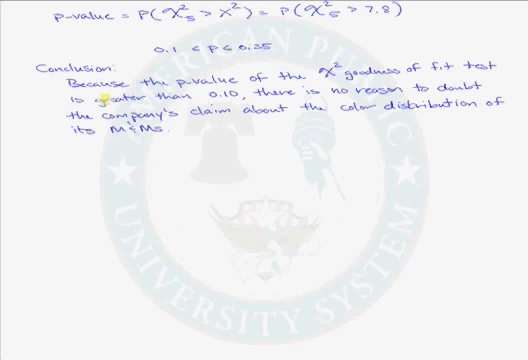 p-value = P(χ²₅ > X²) = P(χ²₅ > 7.8)
0.1 < p < 0.25
Conclusion:
Because the p-value of the χ² goodness of fit test
is greater than 0.10, there is no reason to doubt
the company's claim about the color distribution of
its M&Ms.
AMERICAN PUBLIC
UNIVERSITY SYSTEM